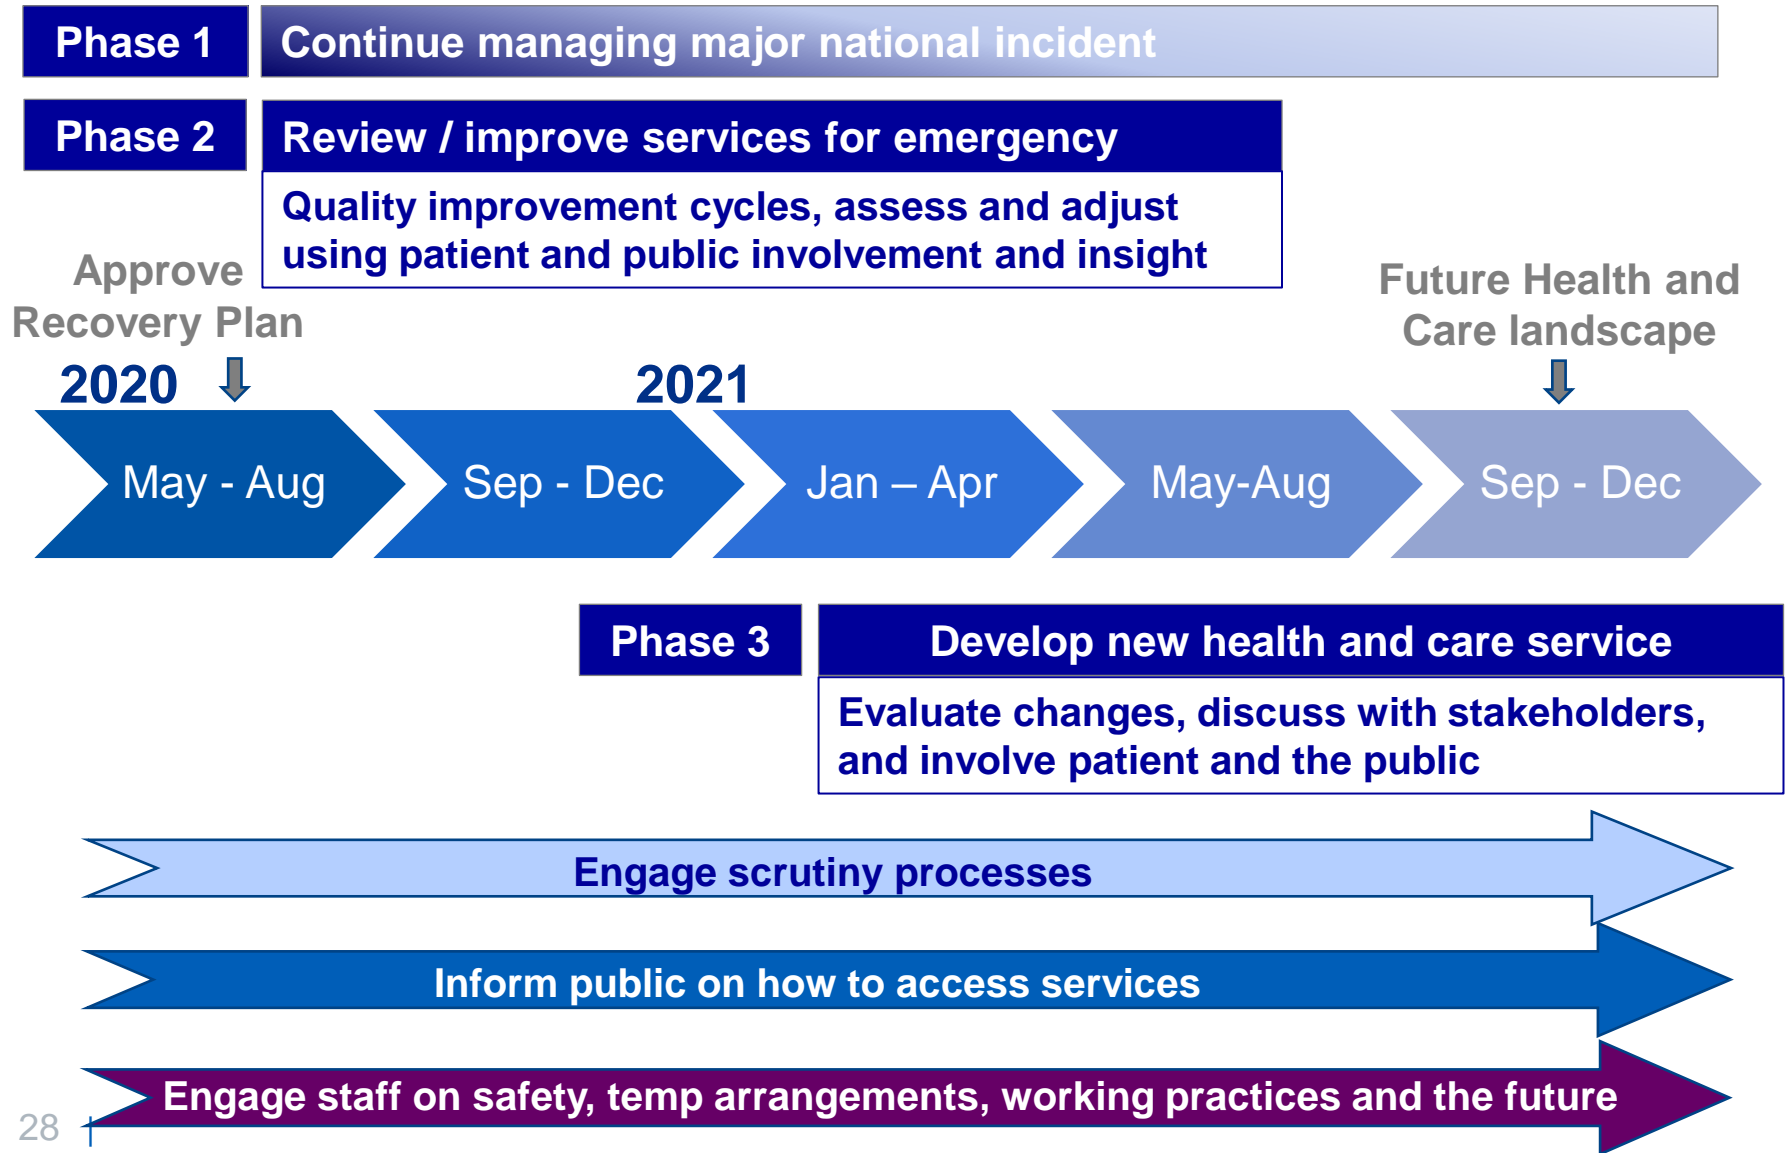 Phase 1
Continue managing major national incident
Phase 2
Review / improve services for emergency
Quality improvement cycles, assess and adjust
using patient and public involvement and insight
Approve
Recovery Plan
Future Health and
Care landscape
2020
2021
May - Aug
Sep - Dec
Jan – Apr
May-Aug
Sep - Dec
Phase 3
Develop new health and care service
Evaluate changes, discuss with stakeholders,
and involve patient and the public
Engage scrutiny processes
Inform public on how to access services
Engage staff on safety, temp arrangements, working practices and the future
28